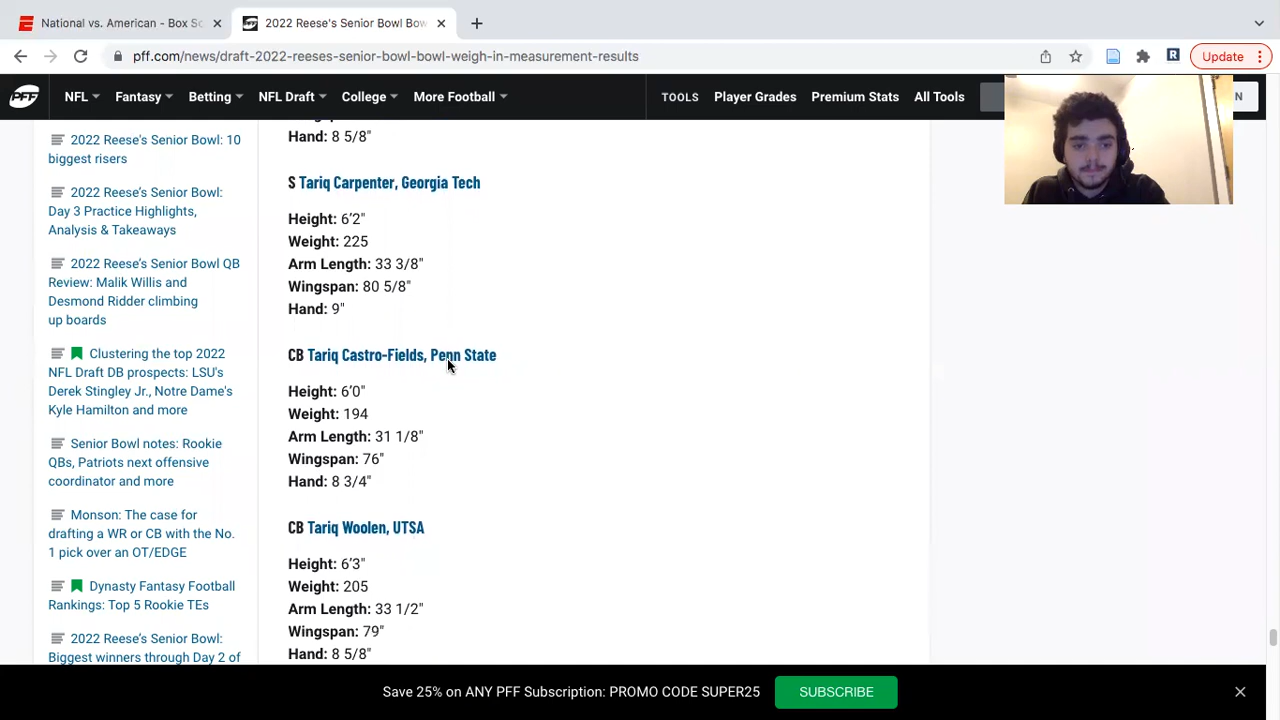 National vs. American - Box Sc
2022 Reese's Senior Bowl Bow
pff.com/news/draft-2022-reeses-senior-bowl-bowl-weigh-in-measurement-results
Update
PFF
NFL
Fantasy
Betting
NFL Draft
College
More Football
TOOLS
Player Grades
Premium Stats
All Tools
N
2022 Reese's Senior Bowl: 10
biggest risers
2022 Reese's Senior Bowl:
Day 3 Practice Highlights,
Analysis & Takeaways
2022 Reese's Senior Bowl QB
Review: Malik Willis and
Desmond Ridder climbing
up boards
Clustering the top 2022
NFL Draft DB prospects: LSU's
Derek Stingley Jr., Notre Dame's
Kyle Hamilton and more
Senior Bowl notes: Rookie
QBs, Patriots next offensive
coordinator and more
Monson: The case for
drafting a WR or CB with the No.
1 pick over an OT/EDGE
Dynasty Fantasy Football
Rankings: Top 5 Rookie TEs
2022 Reese's Senior Bowl:
Biggest winners through Day 2 of
Hand: 8 5/8"
S Tariq Carpenter, Georgia Tech
Height: 6'2"
Weight: 225
Arm Length: 33 3/8"
Wingspan: 80 5/8"
Hand: 9"
CB Tariq Castro-Fields, Penn State
Height: 6'0"
Weight: 194
Arm Length: 31 1/8"
Wingspan: 76"
Hand: 8 3/4"
CB Tariq Woolen, UTSA
Height: 6'3"
Weight: 205
Arm Length: 33 1/2"
Wingspan: 79"
Hand: 8 5/8"
Save 25% on ANY PFF Subscription: PROMO CODE SUPER25
SUBSCRIBE